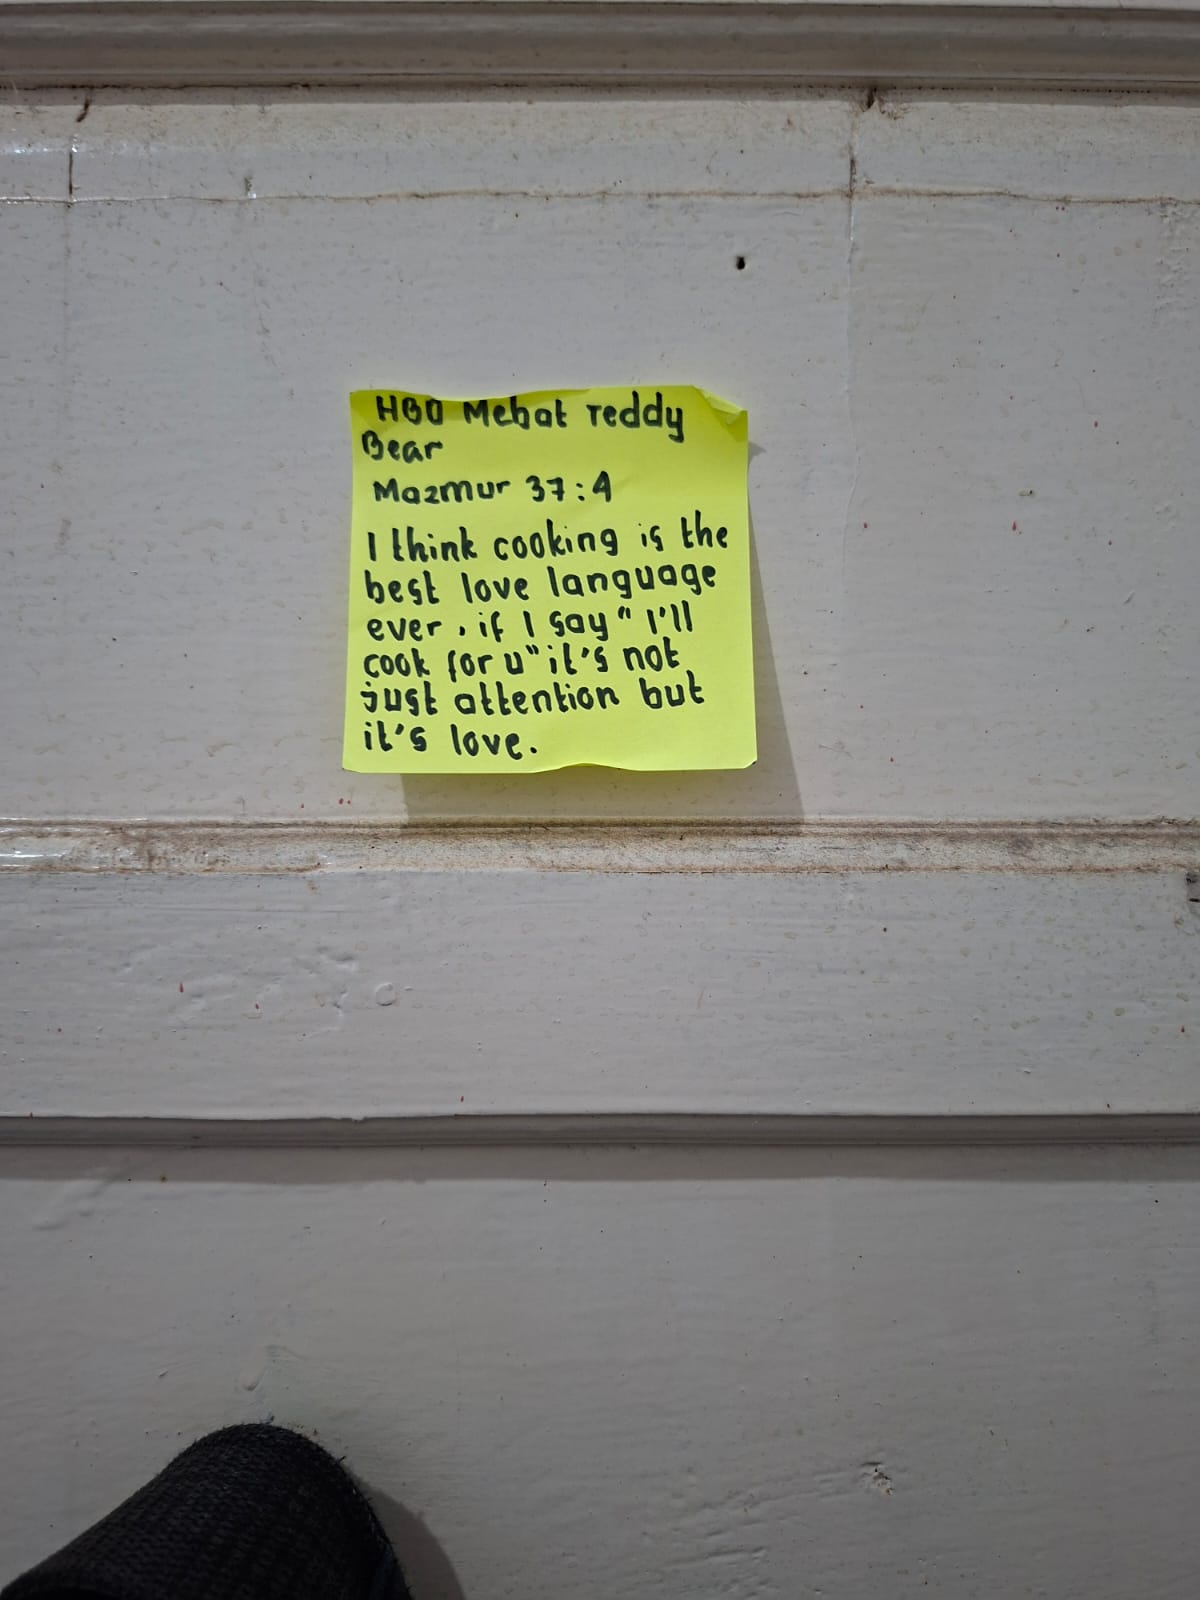 HBD Mebat Teddy
Bear
Mazmur 37:4
I think cooking is the
best love language
ever, if I say "I'll
cook for u" it's not
just attention but
it's love.